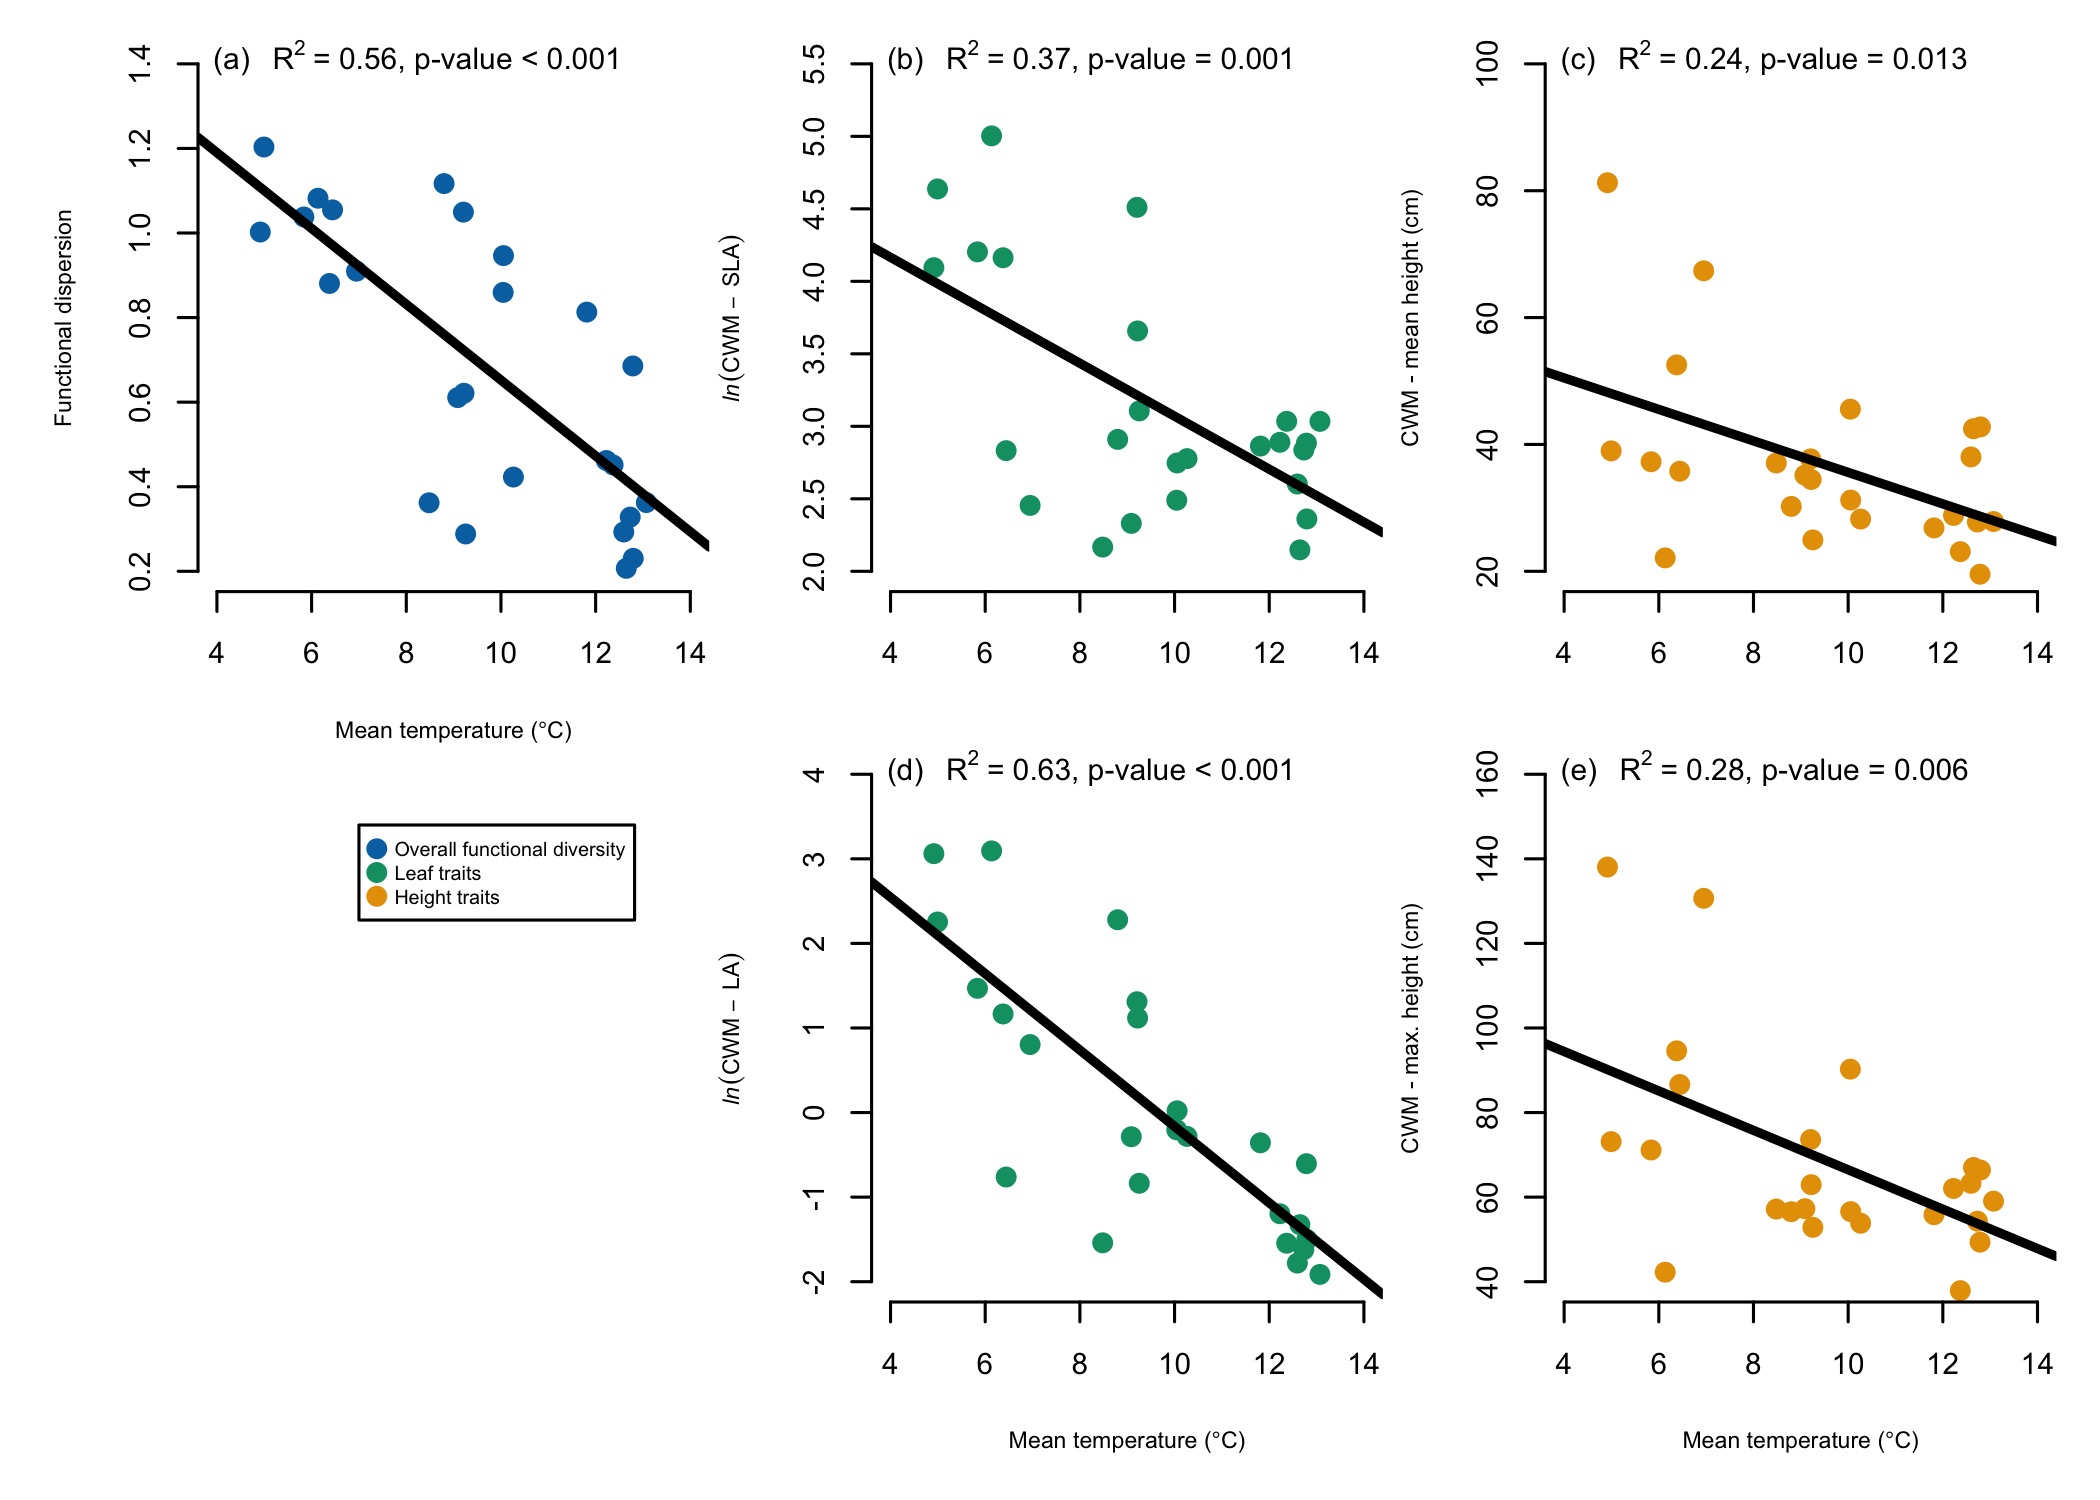 (a) R² = 0.56, p-value < 0.001
Functional dispersion
1.4
1.2
1.0
0.8
0.6
0.4
0.2
4 6 8 10 12 14
Mean temperature (°C)
(b) R² = 0.37, p-value = 0.001
ln(CWM – SLA)
5.5
5.0
4.5
4.0
3.5
3.0
2.5
2.0
4 6 8 10 12 14
(c) R² = 0.24, p-value = 0.013
CWM - mean height (cm)
100
80
60
40
20
4 6 8 10 12 14
Overall functional diversity
Leaf traits
Height traits
(d) R² = 0.63, p-value < 0.001
ln(CWM – LA)
4
3
2
1
0
-1
-2
4 6 8 10 12 14
Mean temperature (°C)
(e) R² = 0.28, p-value = 0.006
CWM - max. height (cm)
160
140
120
100
80
60
40
4 6 8 10 12 14
Mean temperature (°C)